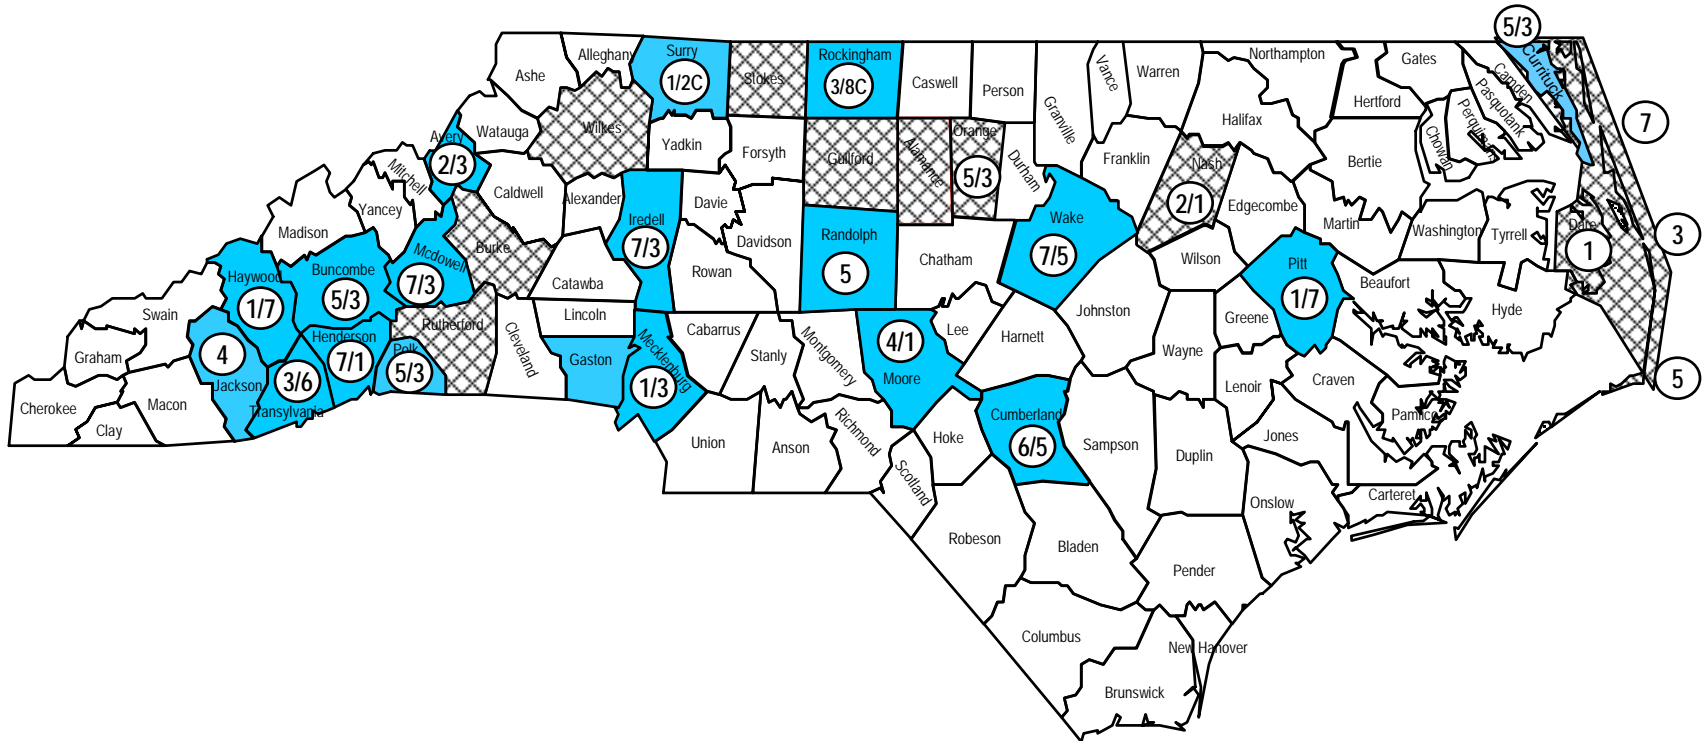 5/3
Alleghany
Surry
1/2C
Stokes
Rockingham
3/8C
Caswell
Person
Granville
Vance
Warren
Northampton
Gates
Camden
Currituck
Pasquotank
Perquimans
Chowan
Hertford
Halifax
7
Ashe
Watauga
Wilkes
Yadkin
Forsyth
Guilford
Alamance
Orange
5/3
Durham
Franklin
Nash
2/1
Bertie
Avery
2/3
Mitchell
Caldwell
Alexander
Iredell
7/3
Davie
Davidson
Randolph
5
Chatham
Wake
7/5
Edgecombe
Martin
Washington
Tyrrell
Dare
1
3
Yancey
Madison
Buncombe
5/3
Mcdowell
7/3
Burke
Catawba
Rowan
Wilson
Pitt
1/7
Beaufort
Hyde
Haywood
1/7
Swain
Graham
4
Jackson
Henderson
7/1
Polk
5/3
Rutherford
Cleveland
Lincoln
Gaston
Mecklenburg
1/3
Cabarrus
Stanly
Montgomery
4/1
Moore
Lee
Harnett
Johnston
Greene
Wayne
Lenoir
Craven
Pamlico
5
3/6
Transylvania
Cherokee
Clay
Macon
Union
Anson
Richmond
Scotland
Hoke
Cumberland
6/5
Sampson
Duplin
Jones
Onslow
Carteret
Robeson
Bladen
Pender
Columbus
New Hanover
Brunswick